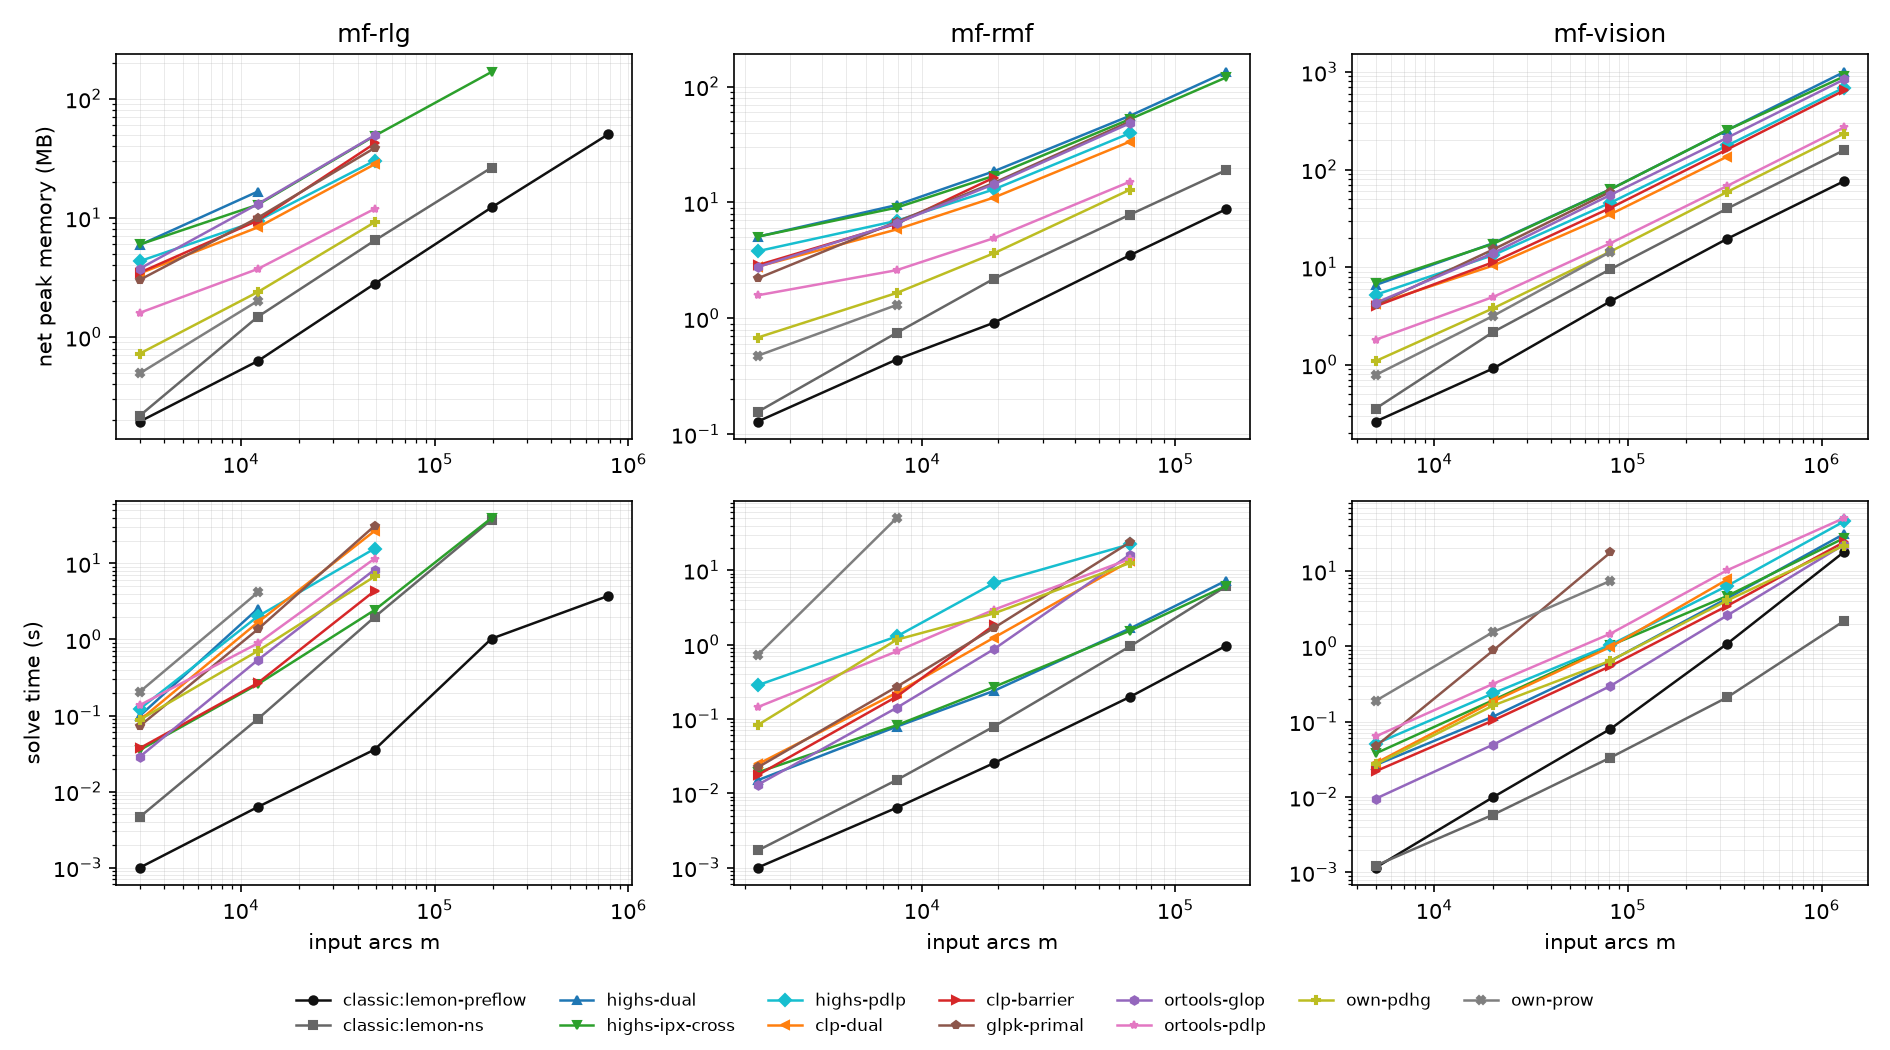 mf-rlg
mf-rmf
mf-vision
net peak memory (MB)
10²
10¹
10⁰
10⁴ 10⁵ 10⁶
10²
10¹
10⁰
10⁻¹
10⁴ 10⁵
10³
10²
10¹
10⁰
10⁴ 10⁵ 10⁶
solve time (s)
10¹
10⁰
10⁻¹
10⁻²
10⁻³
10⁴ 10⁵ 10⁶
input arcs m
10¹
10⁰
10⁻¹
10⁻²
10⁻³
10⁴ 10⁵
input arcs m
10¹
10⁰
10⁻¹
10⁻²
10⁻³
10⁴ 10⁵ 10⁶
input arcs m
classic:lemon-preflow
classic:lemon-ns
highs-dual
highs-ipx-cross
highs-pdlp
clp-dual
clp-barrier
glpk-primal
ortools-glop
ortools-pdlp
own-pdhg
own-prow